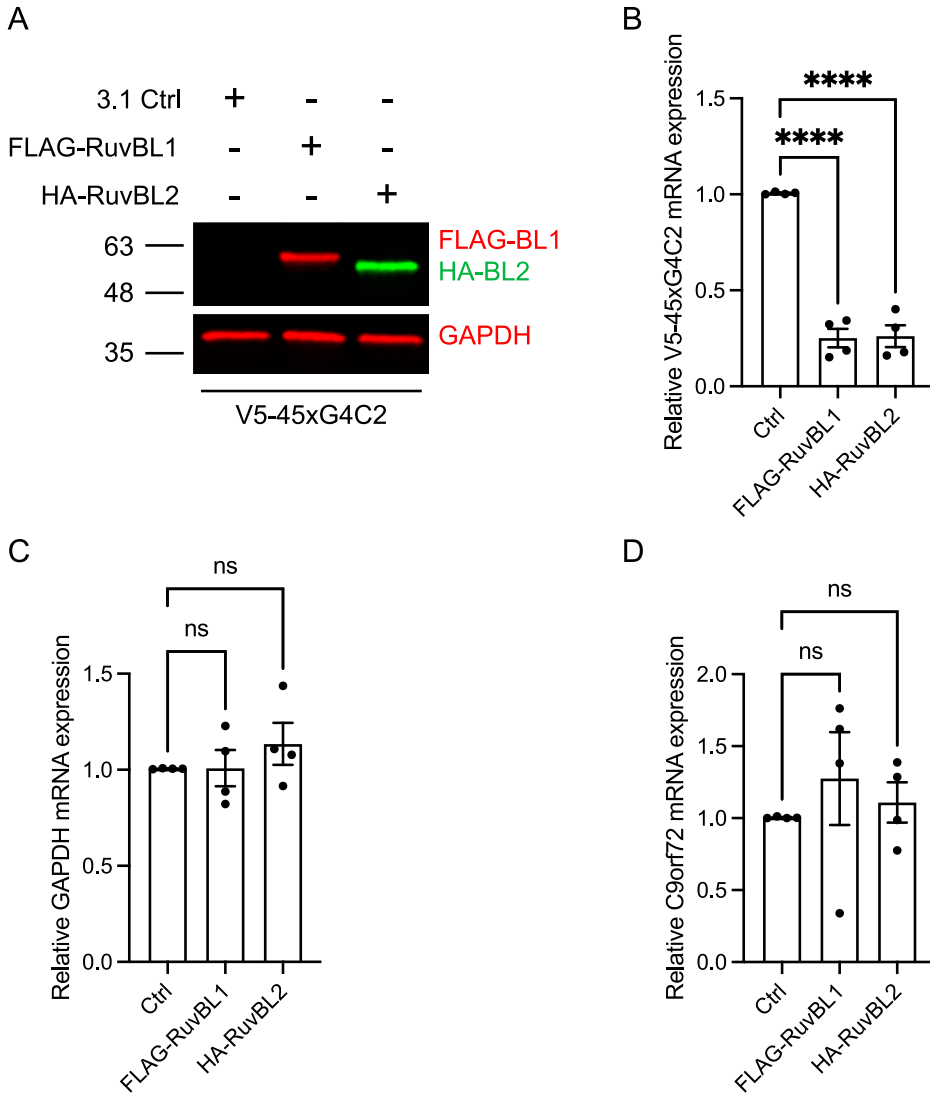 A
3.1 Ctrl + - -
FLAG-RuvBL1 - + -
HA-RuvBL2 - - +
63
48
35
FLAG-BL1
HA-BL2
GAPDH
V5-45xG4C2
B
Relative V5-45xG4C2 mRNA expression
****
****
1.5
1.0
0.5
0.0
Ctrl
FLAG-RuvBL1
HA-RuvBL2
C
Relative GAPDH mRNA expression
ns
ns
1.5
1.0
0.5
0.0
Ctrl
FLAG-RuvBL1
HA-RuvBL2
D
Relative C9orf72 mRNA expression
ns
ns
2.0
1.5
1.0
0.5
0.0
Ctrl
FLAG-RuvBL1
HA-RuvBL2